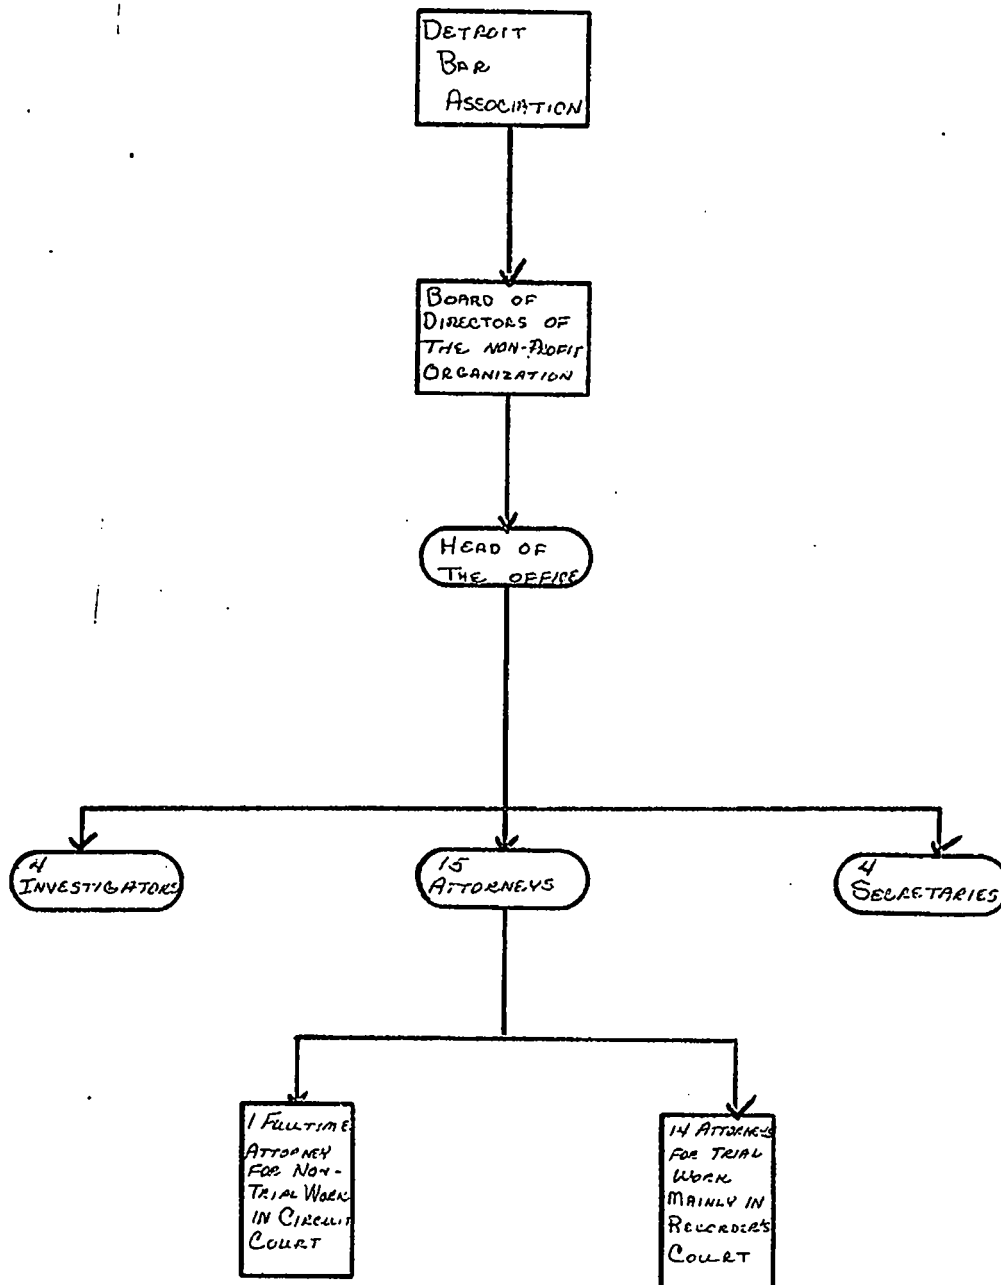 DETROIT
BAR
ASSOCIATION
BOARD OF
DIRECTORS OF
THE NON-PROFIT
ORGANIZATION
HEAD OF
THE OFFICE
4
INVESTIGATORS
15
ATTORNEYS
4
SECRETARIES
1 FULLTIME
ATTORNEY
FOR NON-
TRIAL WORK
IN CIRCUIT
COURT
14 ATTORNEYS
FOR TRIAL
WORK
MAINLY IN
RECORDER'S
COURT